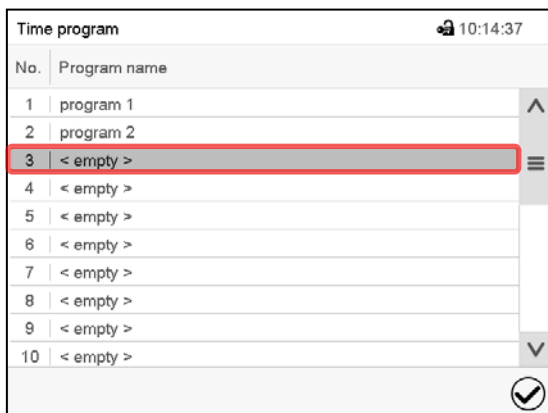 Time program 10:14:37
No. Program name
1 program 1
2 program 2
3 < empty >
4 < empty >
5 < empty >
6 < empty >
7 < empty >
8 < empty >
9 < empty >
10 < empty >